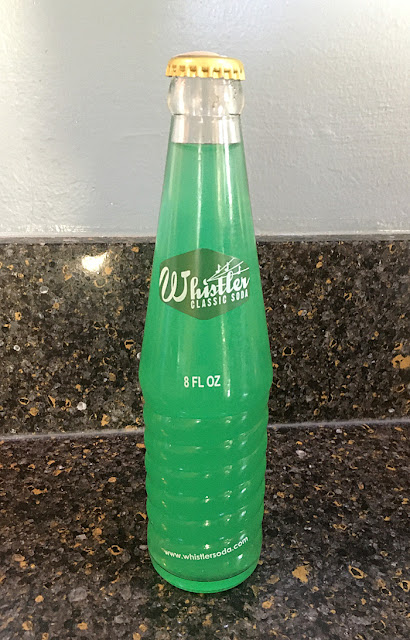 Whistler
CLASSIC SODA
8 FL OZ
www.whistlersoda.com